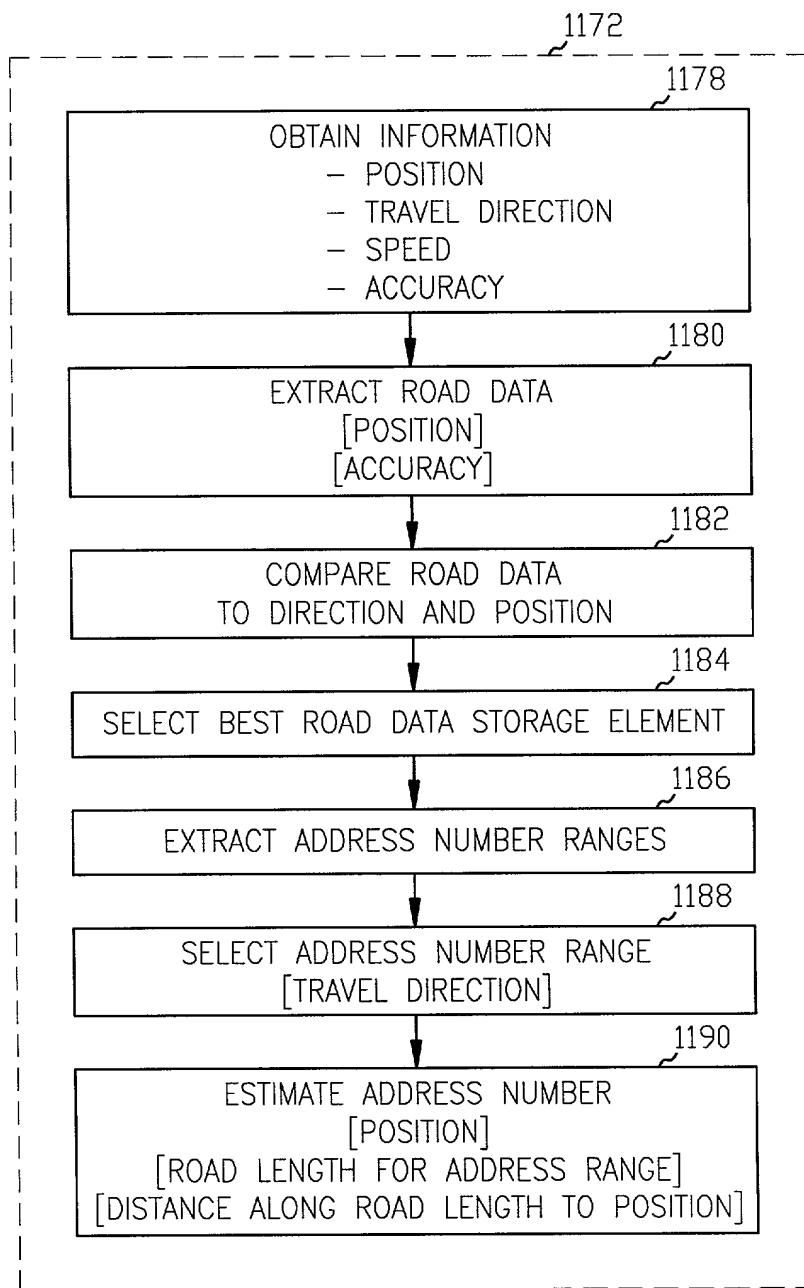 1172
1178
OBTAIN INFORMATION
– POSITION
– TRAVEL DIRECTION
– SPEED
– ACCURACY
1180
EXTRACT ROAD DATA
[POSITION]
[ACCURACY]
1182
COMPARE ROAD DATA
TO DIRECTION AND POSITION
1184
SELECT BEST ROAD DATA STORAGE ELEMENT
1186
EXTRACT ADDRESS NUMBER RANGES
1188
SELECT ADDRESS NUMBER RANGE
[TRAVEL DIRECTION]
1190
ESTIMATE ADDRESS NUMBER
[POSITION]
[ROAD LENGTH FOR ADDRESS RANGE]
[DISTANCE ALONG ROAD LENGTH TO POSITION]